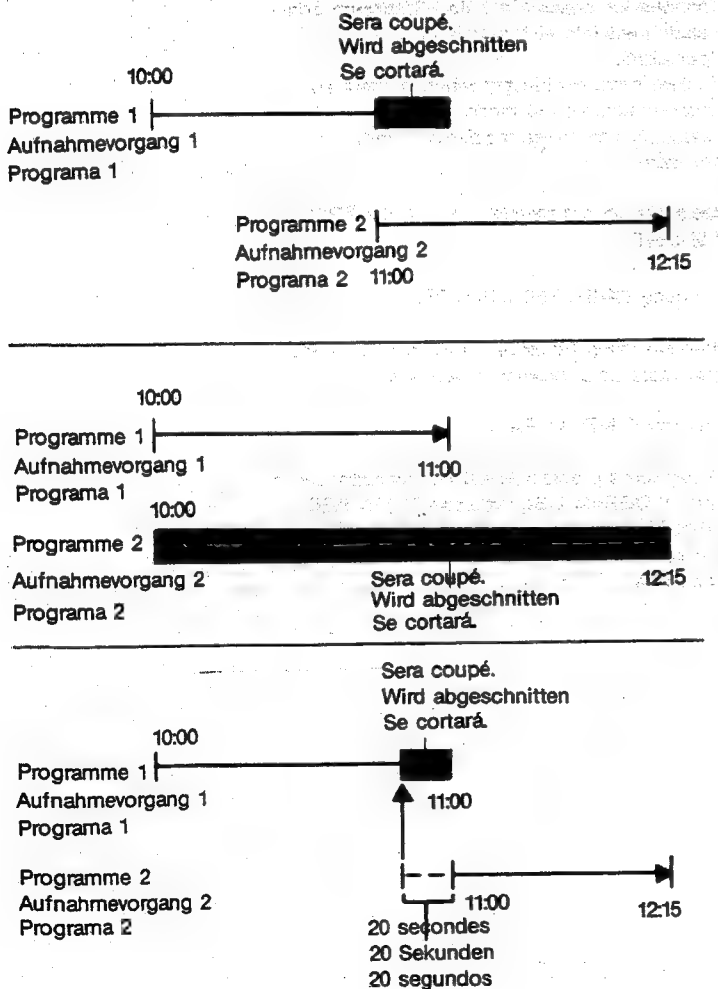 Sera coupé.
Wird abgeschnitten
Se cortará.
10:00
Programme 1
Aufnahmevorgang 1
Programa 1
Programme 2
Aufnahmevorgang 2
Programa 2 11:00
12:15
10:00
Programme 1
Aufnahmevorgang 1
Programa 1
11:00
10:00
Programme 2
Aufnahmevorgang 2
Programa 2
Sera coupé.
Wird abgeschnitten
Se cortará.
12:15
Sera coupé.
Wird abgeschnitten
Se cortará.
10:00
Programme 1
Aufnahmevorgang 1
Programa 1
11:00
Programme 2
Aufnahmevorgang 2
Programa 2
11:00
12:15
20 secondes
20 Sekunden
20 segundos